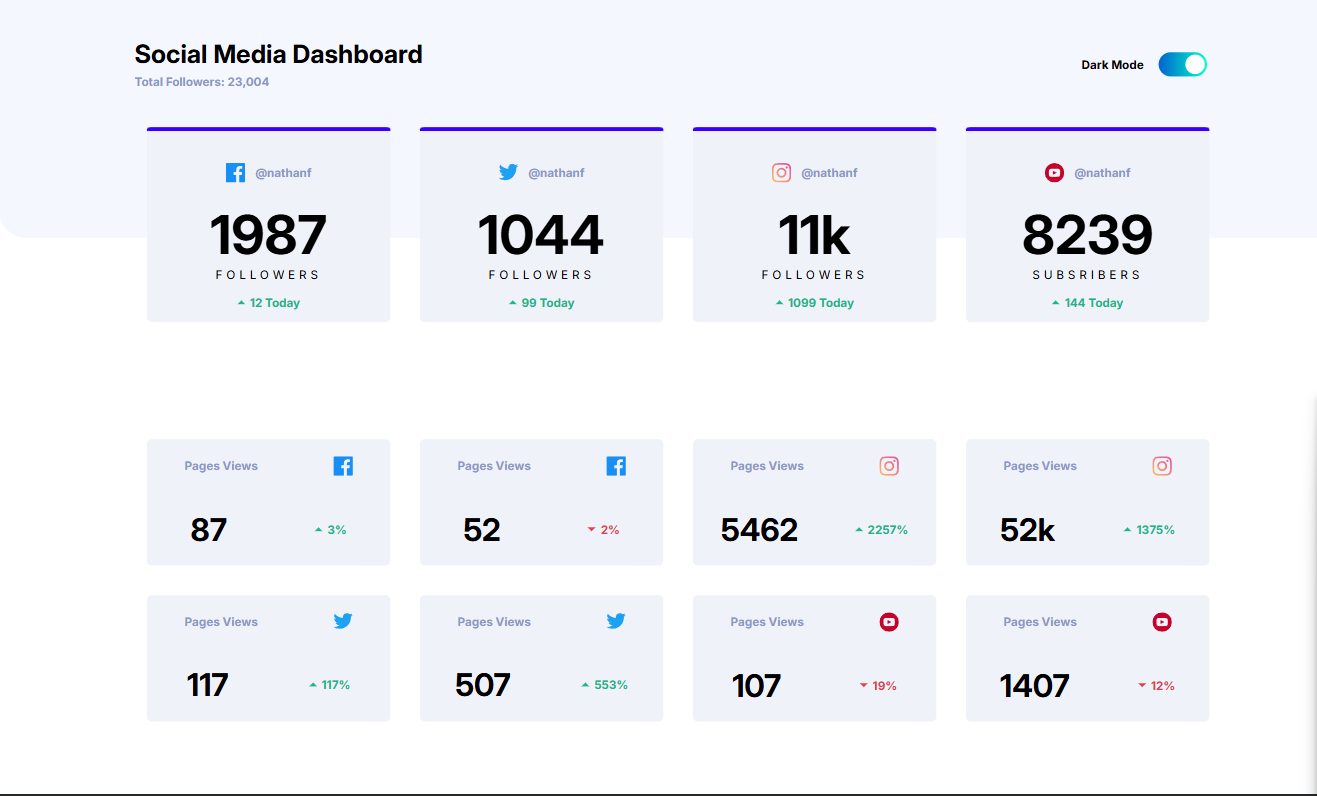 Social Media Dashboard
Total Followers: 23,004
Dark Mode
@nathanf
1987
FOLLOWERS
12 Today
@nathanf
1044
FOLLOWERS
99 Today
@nathanf
11k
FOLLOWERS
1099 Today
@nathanf
8239
SUBSRIBERS
144 Today
Pages Views
87
3%
Pages Views
52
2%
Pages Views
5462
2257%
Pages Views
52k
1375%
Pages Views
117
117%
Pages Views
507
553%
Pages Views
107
19%
Pages Views
1407
12%